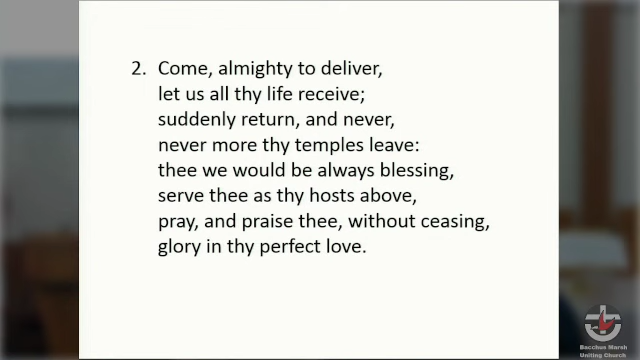 2. Come, almighty to deliver,
let us all thy life receive;
suddenly return, and never,
never more thy temples leave:
thee we would be always blessing,
serve thee as thy hosts above,
pray, and praise thee, without ceasing,
glory in thy perfect love.
Bacchus Marsh
Uniting Church